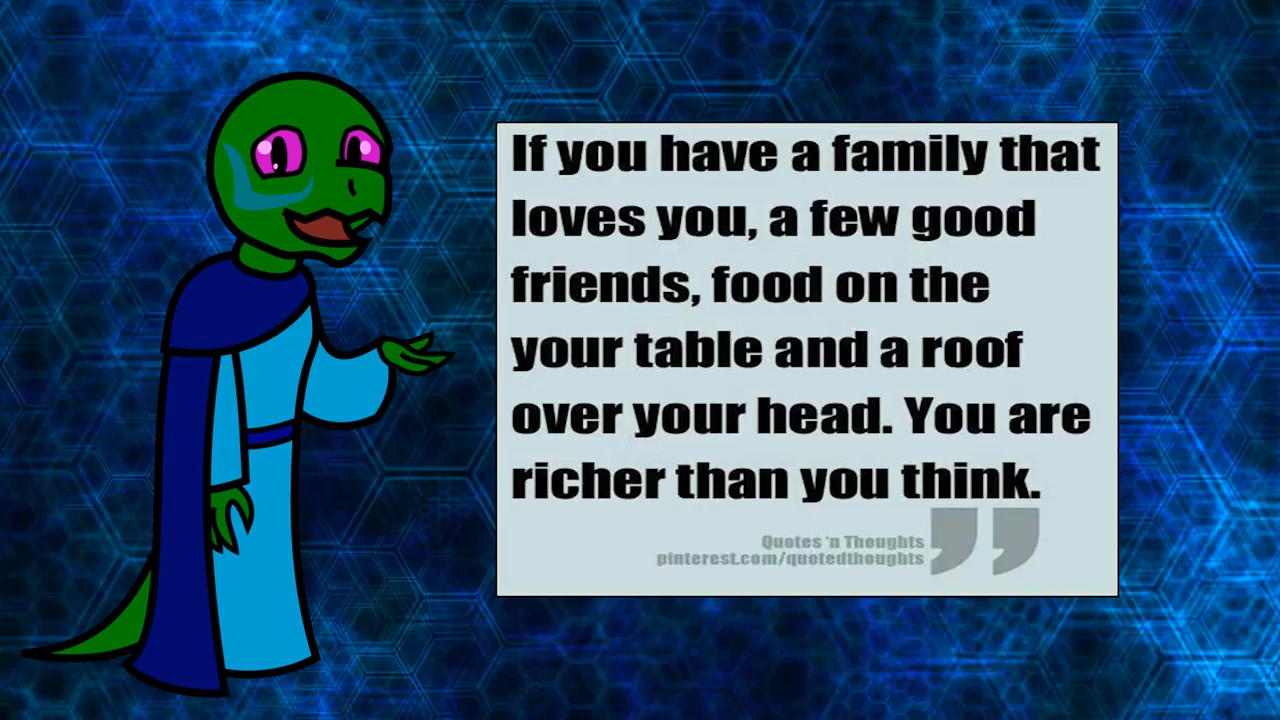 If you have a family that
loves you, a few good
friends, food on the
your table and a roof
over your head. You are
richer than you think.
Quotes 'n Thoughts
pinterest.com/quotedthoughts